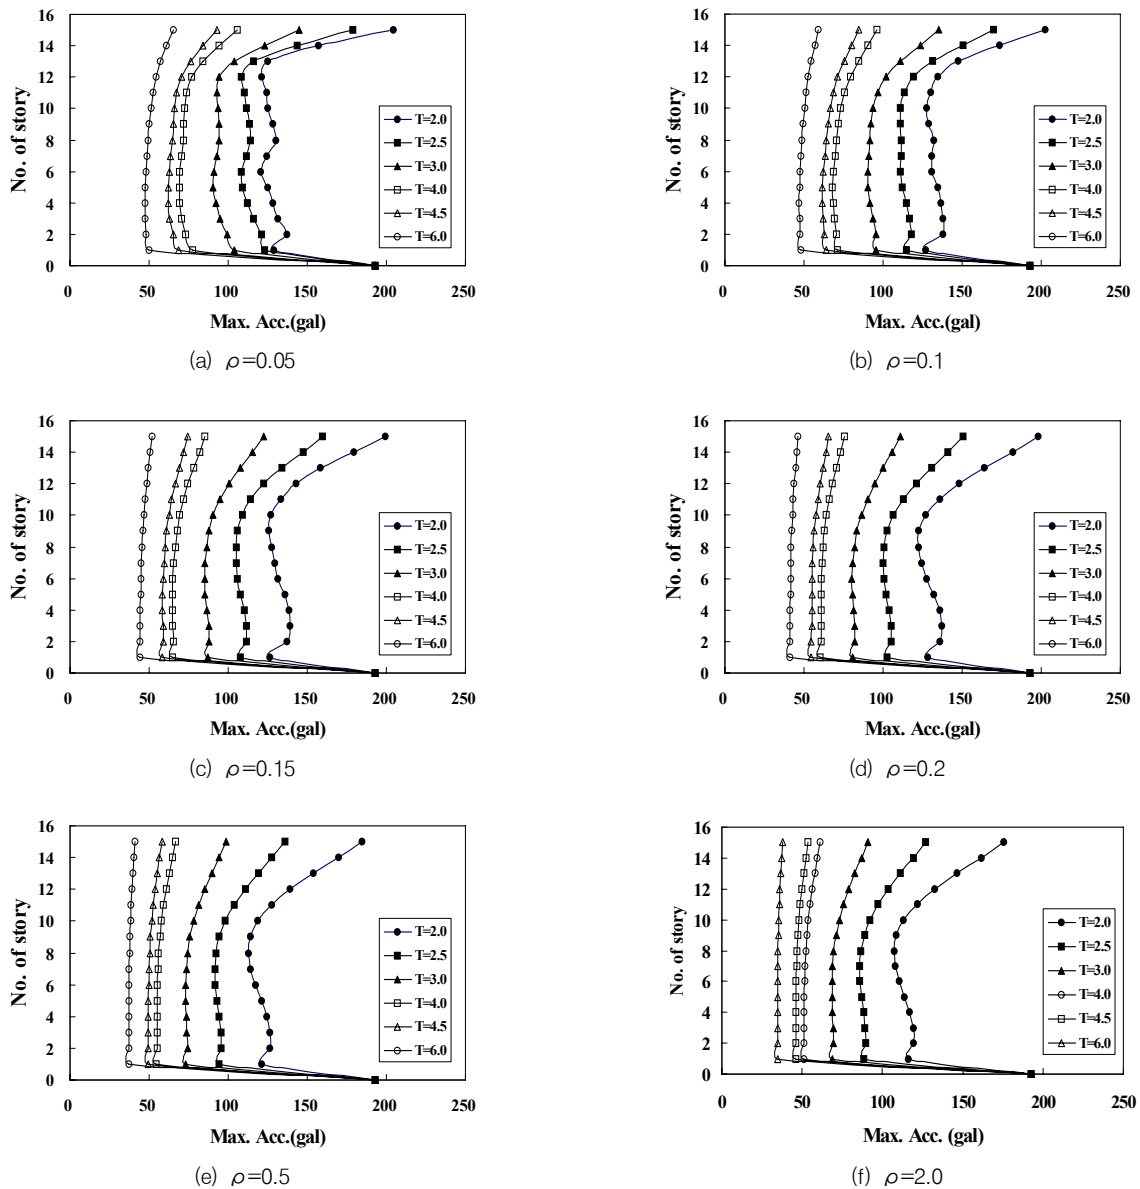 16
14
12
10
8
6
4
2
0
No. of story
T=2.0
T=2.5
T=3.0
T=4.0
T=4.5
T=6.0
0 50 100 150 200 250
Max. Acc.(gal)
(a) ρ=0.05
16
14
12
10
8
6
4
2
0
No. of story
T=2.0
T=2.5
T=3.0
T=4.0
T=4.5
T=6.0
0 50 100 150 200 250
Max. Acc.(gal)
(b) ρ=0.1
16
14
12
10
8
6
4
2
0
No. of story
T=2.0
T=2.5
T=3.0
T=4.0
T=4.5
T=6.0
0 50 100 150 200 250
Max. Acc.(gal)
(c) ρ=0.15
16
14
12
10
8
6
4
2
0
No. of story
T=2.0
T=2.5
T=3.0
T=4.0
T=4.5
T=6.0
0 50 100 150 200 250
Max. Acc.(gal)
(d) ρ=0.2
16
14
12
10
8
6
4
2
0
No. of story
T=2.0
T=2.5
T=3.0
T=4.0
T=4.5
T=6.0
0 50 100 150 200 250
Max. Acc.(gal)
(e) ρ=0.5
16
14
12
10
8
6
4
2
0
No. of story
T=2.0
T=2.5
T=3.0
T=4.0
T=4.5
T=6.0
0 50 100 150 200 250
Max. Acc. (gal)
(f) ρ=2.0